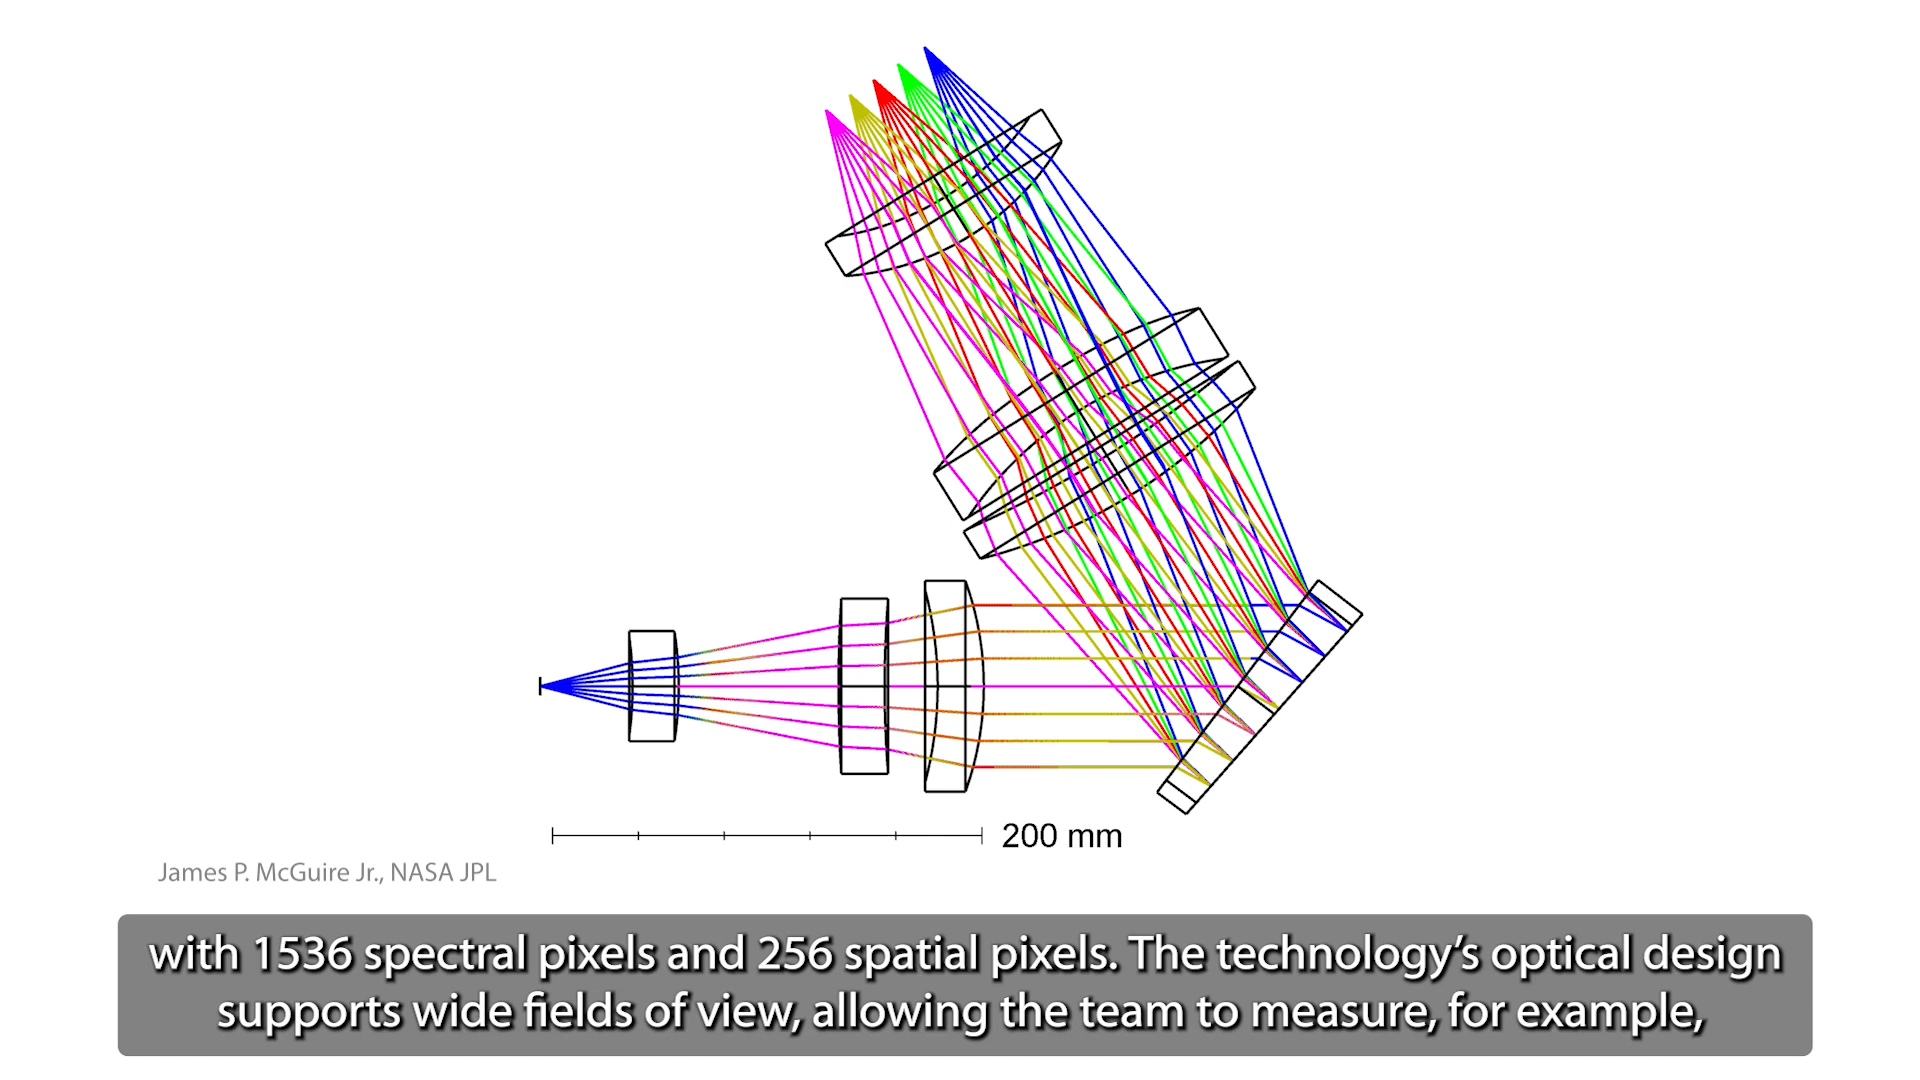 200 mm
James P. McGuire Jr., NASA JPL
with 1536 spectral pixels and 256 spatial pixels. The technology’s optical design
supports wide fields of view, allowing the team to measure, for example,